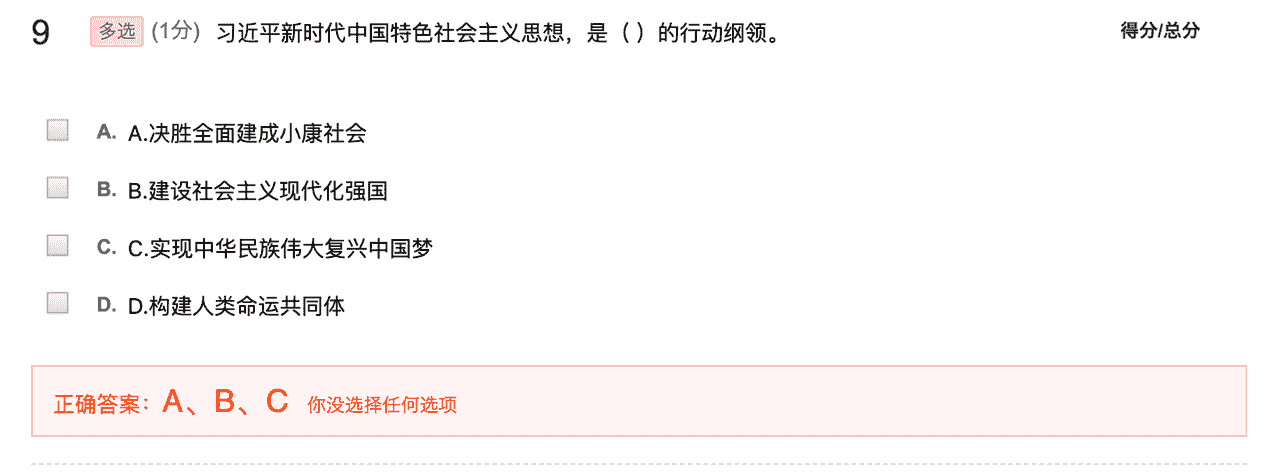 9 多选 (1分) 习近平新时代中国特色社会主义思想，是（ ）的行动纲领。 得分/总分
A. A.决胜全面建成小康社会
B. B.建设社会主义现代化强国
C. C.实现中华民族伟大复兴中国梦
D. D.构建人类命运共同体
正确答案：A、B、C 你没选择任何选项